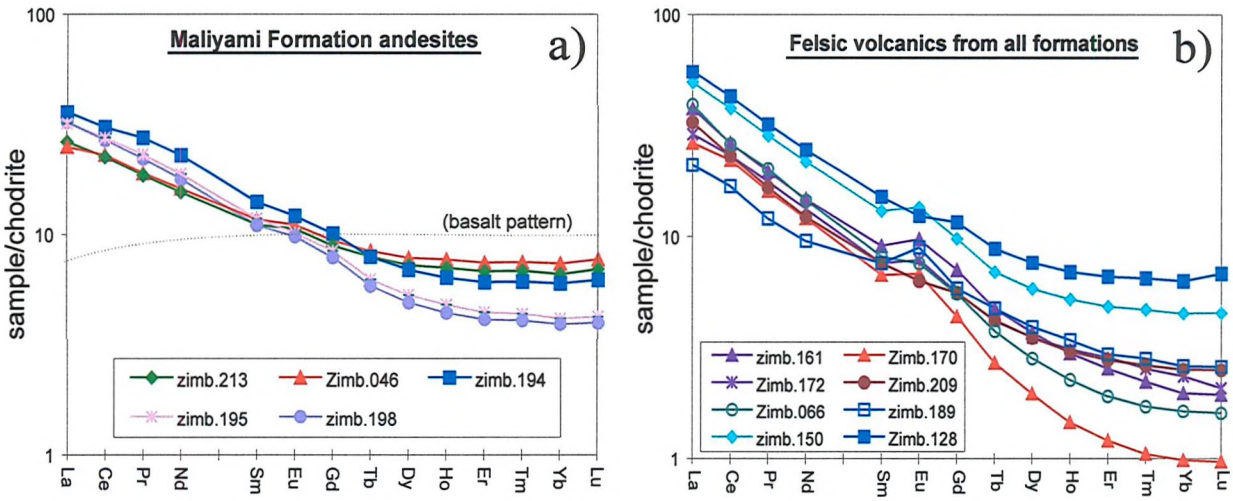 Maliyami Formation andesites
a)
100
10
1
sample/chodrite
(basalt pattern)
zimb.213 Zimb.046 zimb.194
zimb.195 zimb.198
La Ce Pr Nd Sm Eu Gd Tb Dy Ho Er Tm Yb Lu
Felsic volcanics from all formations
b)
100
10
1
sample/chodrite
zimb.161 Zimb.170
zimb.172 Zimb.209
Zimb.066 zimb.189
zimb.150 Zimb.128
La Ce Pr Nd Sm Eu Gd Tb Dy Ho Er Tm Yb Lu